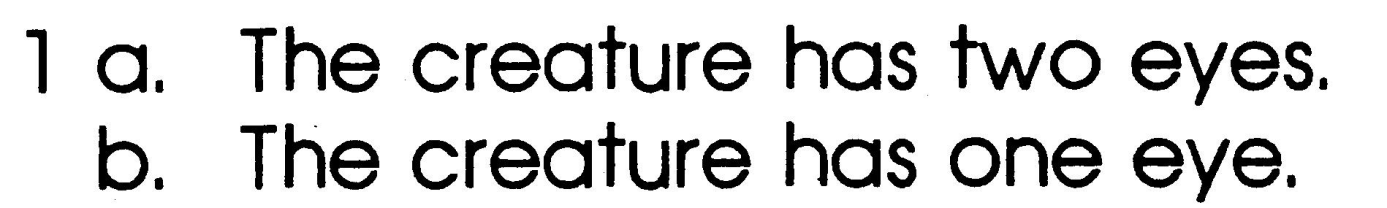 1 a. The creature has two eyes.
b. The creature has one eye.